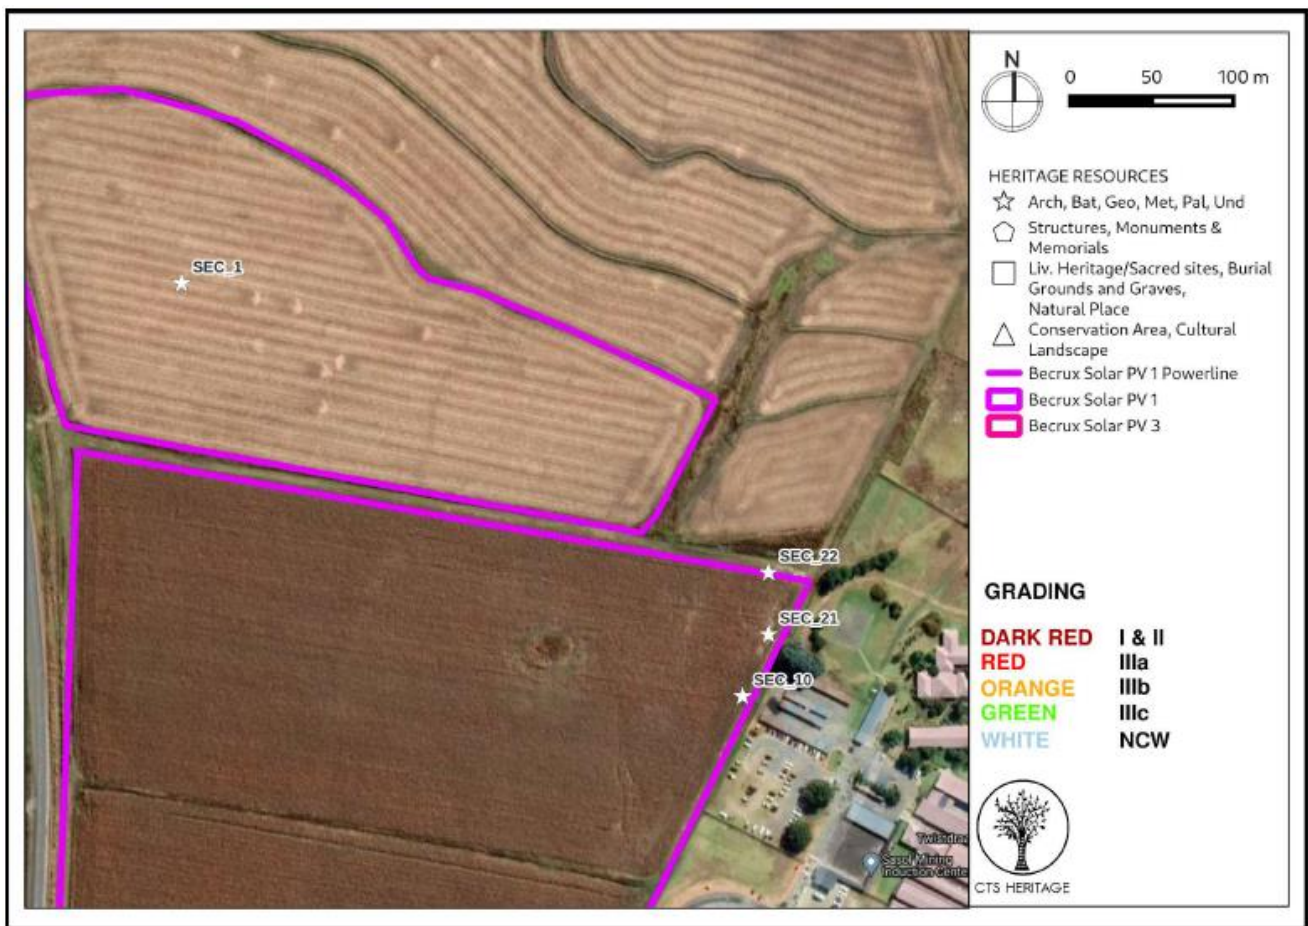 SEC_1
SEC_22
SEC_21
SEC_10
Sasol Mining
Induction Cente
N
0 50 100 m
HERITAGE RESOURCES
Arch, Bat, Geo, Met, Pal, Und
Structures, Monuments &
Memorials
Liv. Heritage/Sacred sites, Burial
Grounds and Graves,
Natural Place
Conservation Area, Cultural
Landscape
Becrux Solar PV 1 Powerline
Becrux Solar PV 1
Becrux Solar PV 3
GRADING
DARK RED I & II
RED IIIa
ORANGE IIIb
GREEN IIIc
WHITE NCW
CTS HERITAGE